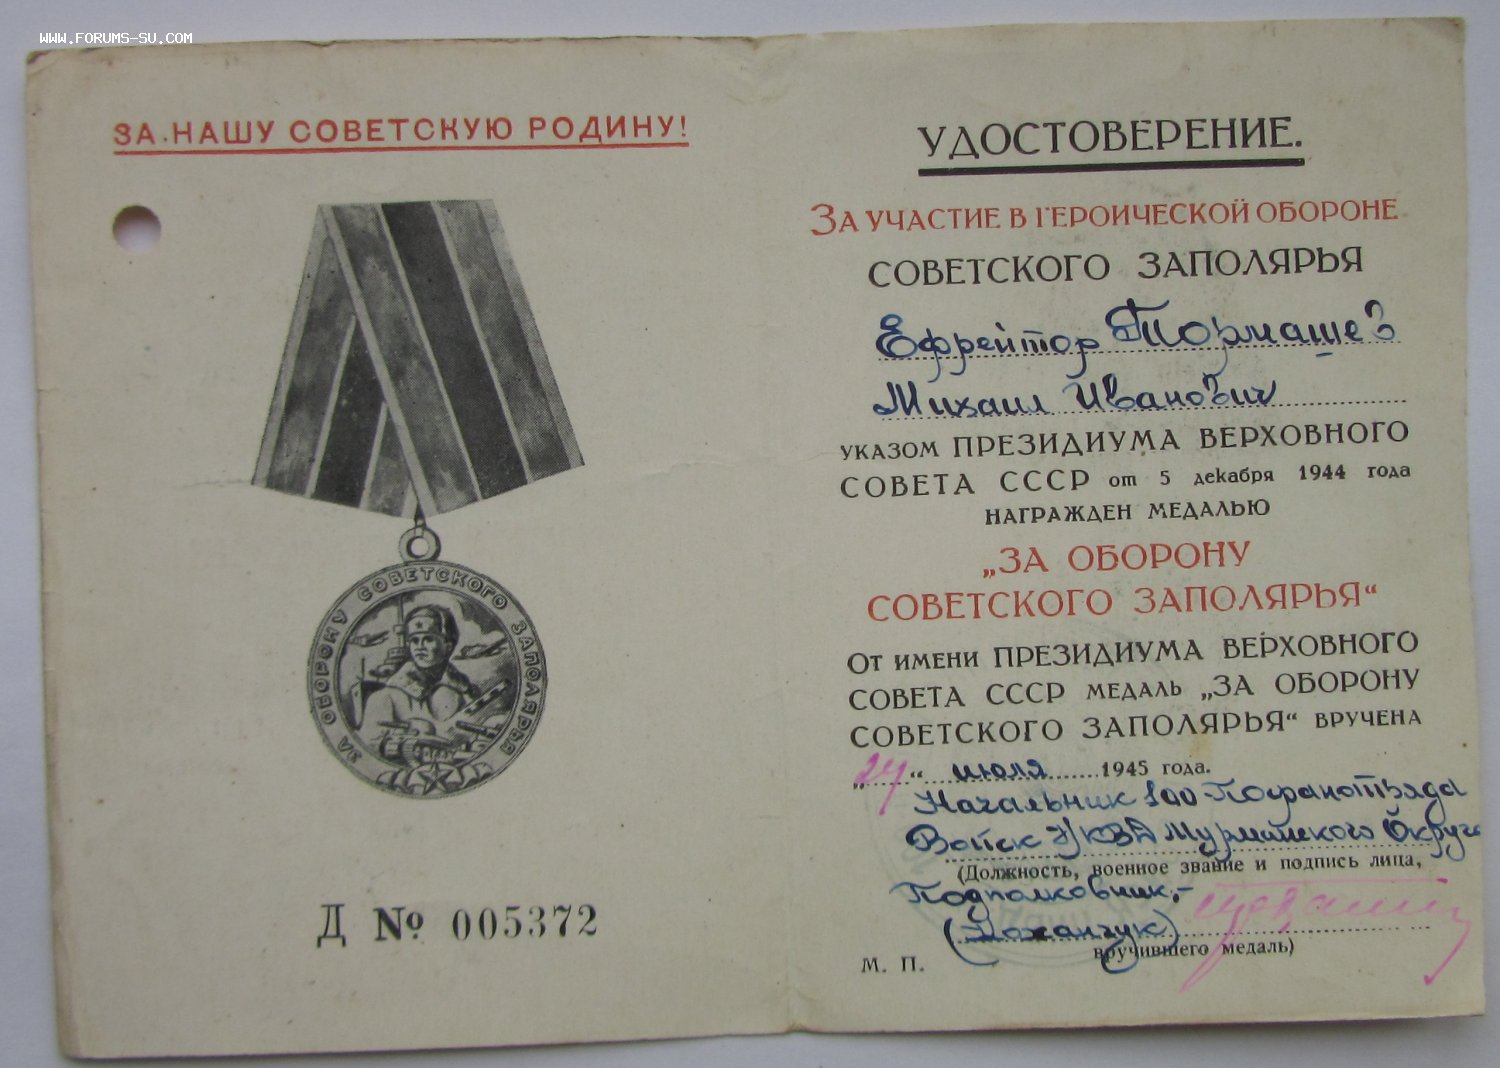 WWW.FORUMS-SU.COM
ЗА НАШУ СОВЕТСКУЮ РОДИНУ!
ЗА ОБОРОНУ СОВЕТСКОГО ЗАПОЛЯРЬЯ
Д № 005372
УДОСТОВЕРЕНИЕ.
ЗА УЧАСТИЕ В ГЕРОИЧЕСКОЙ ОБОРОНЕ
СОВЕТСКОГО ЗАПОЛЯРЬЯ
Ефрейтор Тормашев
Михаил Иванович
УКАЗОМ ПРЕЗИДИУМА ВЕРХОВНОГО
СОВЕТА СССР от 5 декабря 1944 года
НАГРАЖДЕН МЕДАЛЬЮ
„ЗА ОБОРОНУ
СОВЕТСКОГО ЗАПОЛЯРЬЯ“
ОТ ИМЕНИ ПРЕЗИДИУМА ВЕРХОВНОГО
СОВЕТА СССР МЕДАЛЬ „ЗА ОБОРОНУ
СОВЕТСКОГО ЗАПОЛЯРЬЯ“ ВРУЧЕНА
„24“ июля 1945 года.
Начальник 100 Погранотряда
Войск НКВД Мурманского Округа
(Должность, военное звание и подпись лица,
Подполковник.-
вручившего медаль)
М. П.